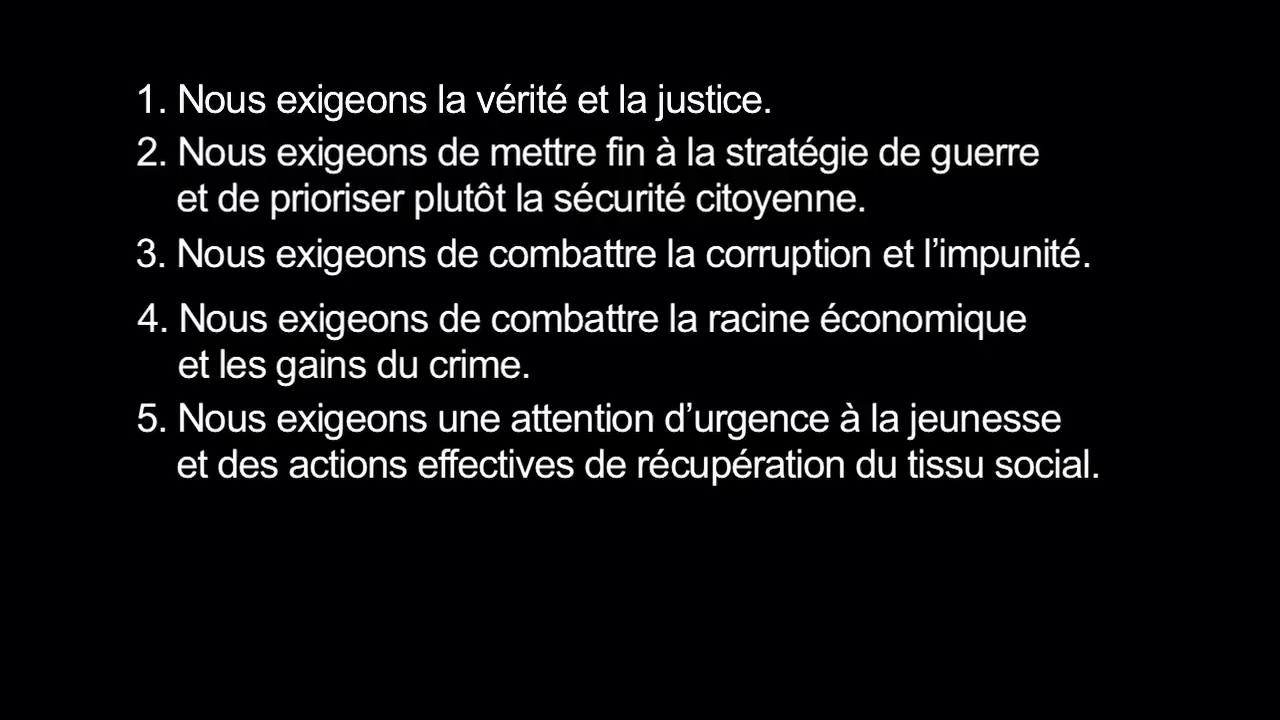 1. Nous exigeons la vérité et la justice.
2. Nous exigeons de mettre fin à la stratégie de guerre
et de prioriser plutôt la sécurité citoyenne.
3. Nous exigeons de combattre la corruption et l’impunité.
4. Nous exigeons de combattre la racine économique
et les gains du crime.
5. Nous exigeons une attention d’urgence à la jeunesse
et des actions effectives de récupération du tissu social.